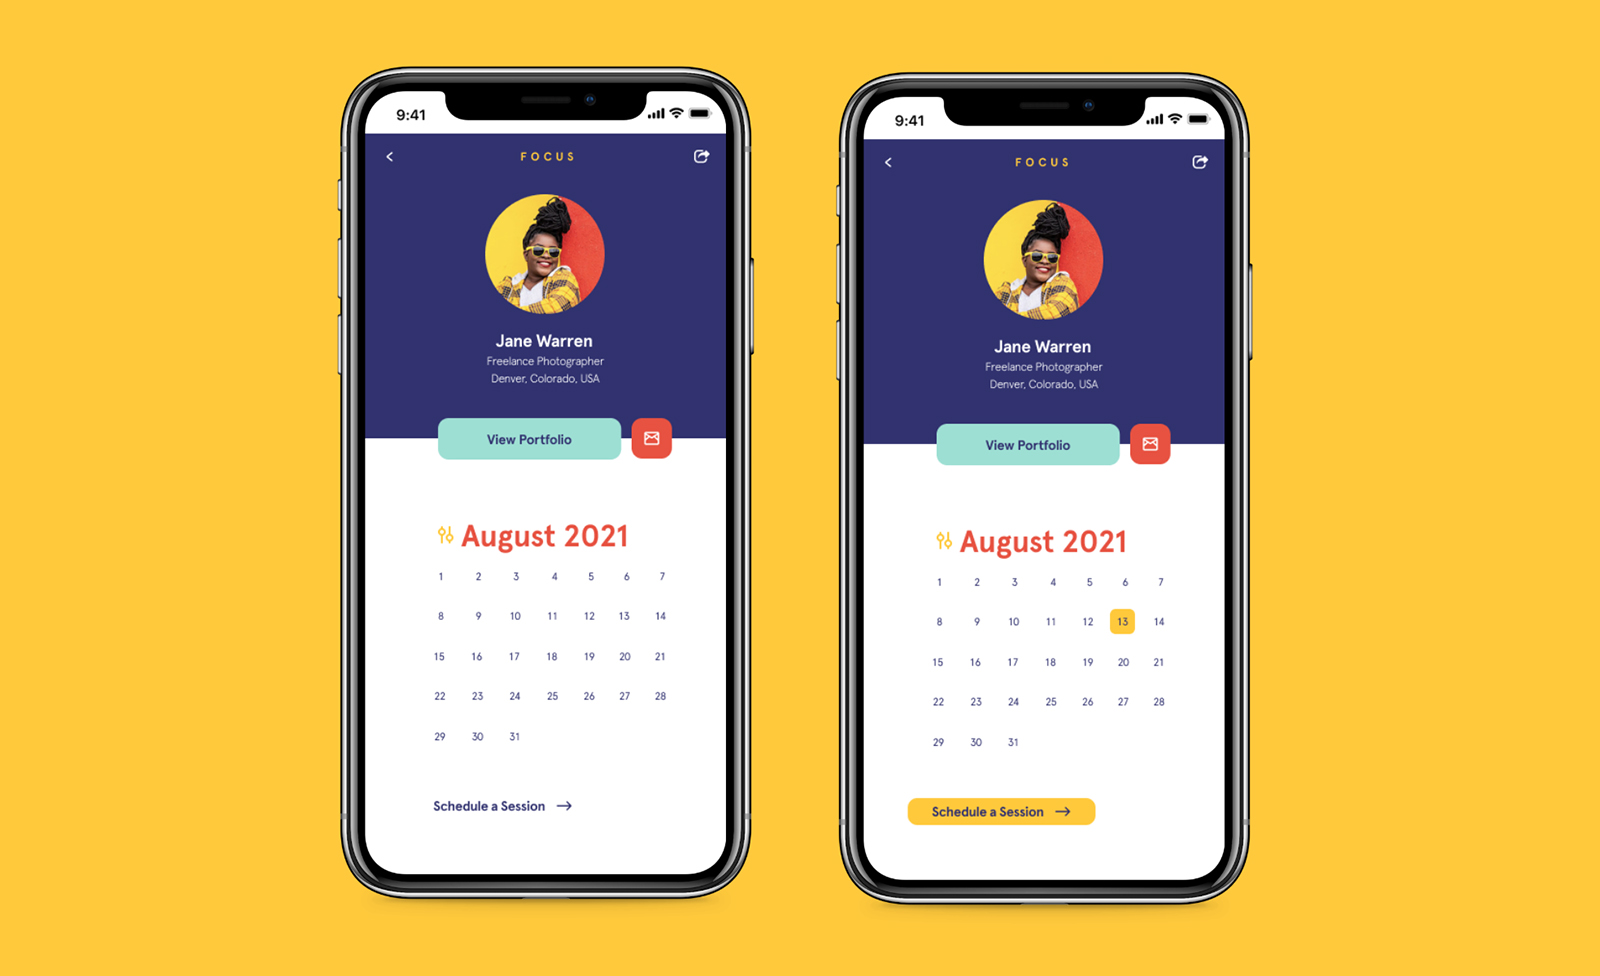 9:41
FOCUS
Jane Warren
Freelance Photographer
Denver, Colorado, USA
View Portfolio
August 2021
1 2 3 4 5 6 7
8 9 10 11 12 13 14
15 16 17 18 19 20 21
22 23 24 25 26 27 28
29 30 31
Schedule a Session
9:41
FOCUS
Jane Warren
Freelance Photographer
Denver, Colorado, USA
View Portfolio
August 2021
1 2 3 4 5 6 7
8 9 10 11 12 13 14
15 16 17 18 19 20 21
22 23 24 25 26 27 28
29 30 31
Schedule a Session